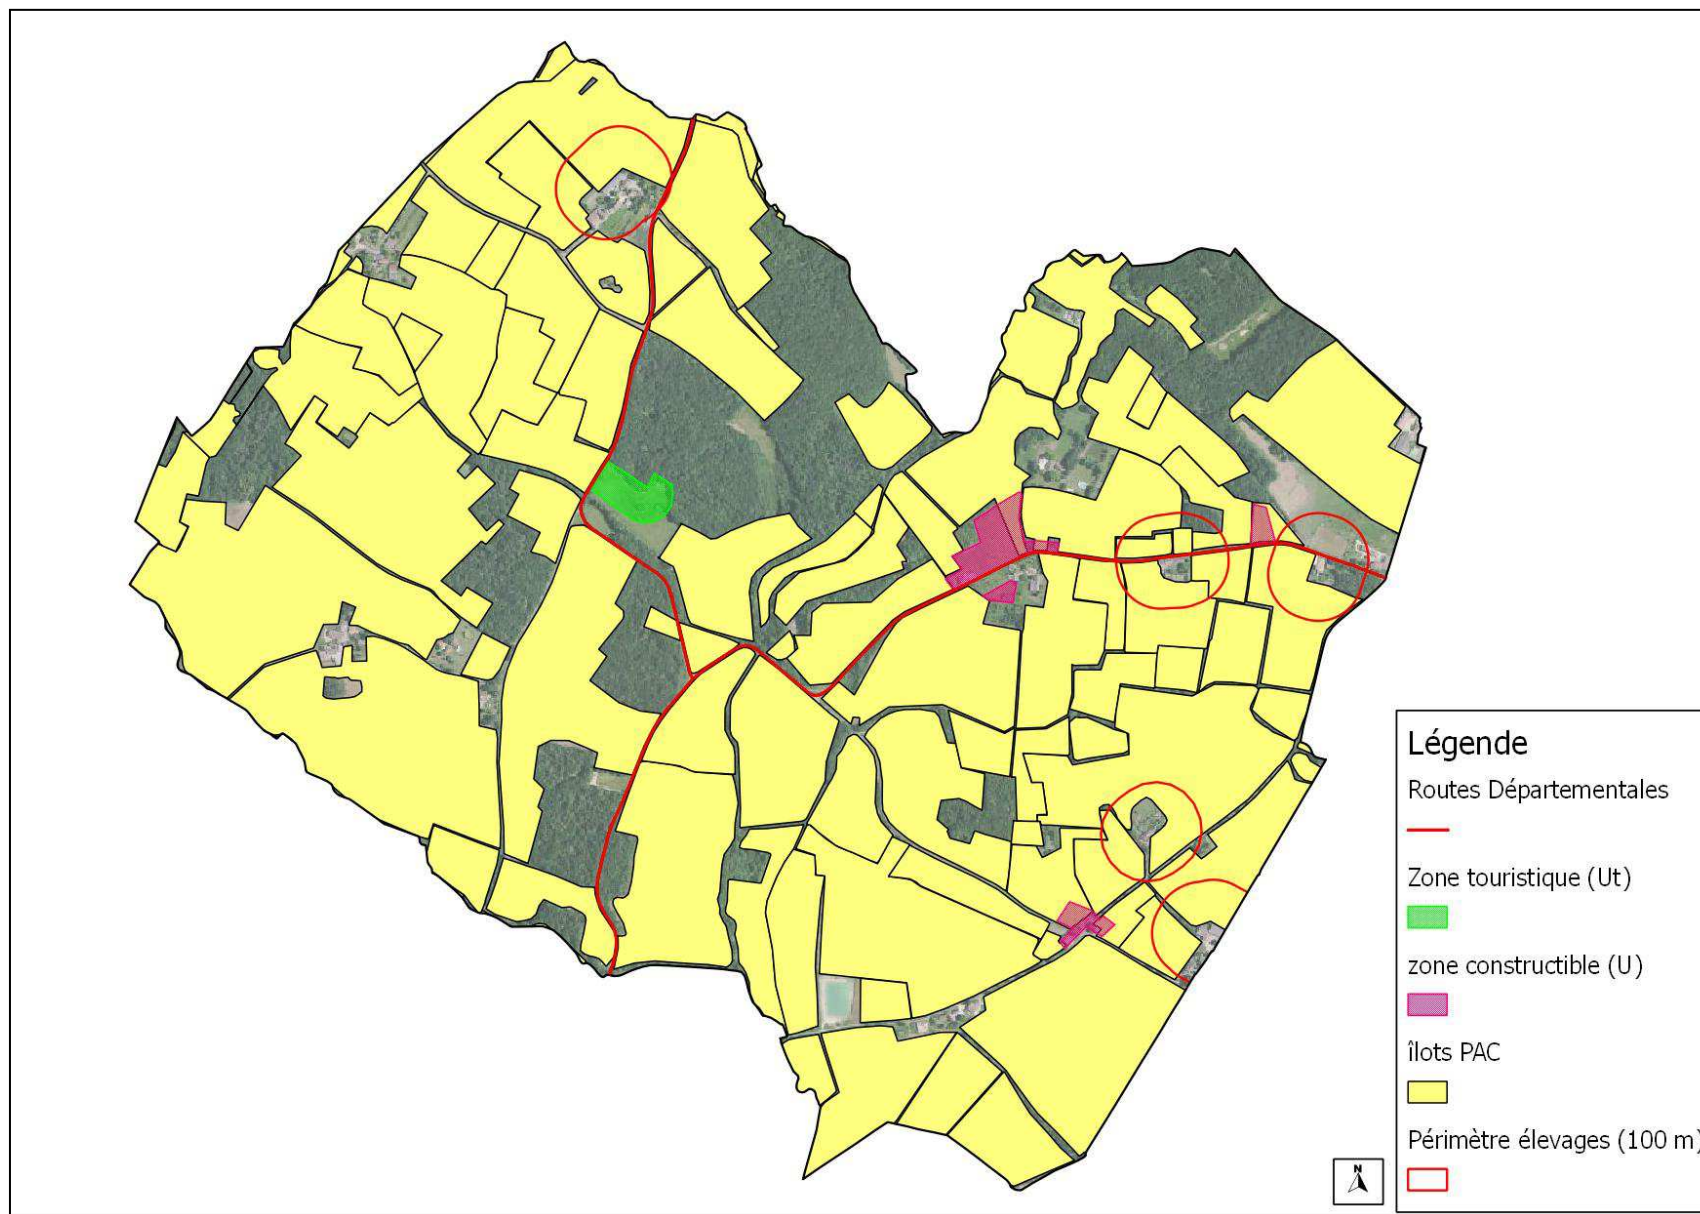 Légende
Routes Départementales
Zone touristique (Ut)
zone constructible (U)
îlots PAC
Périmètre élevages (100 m)
N